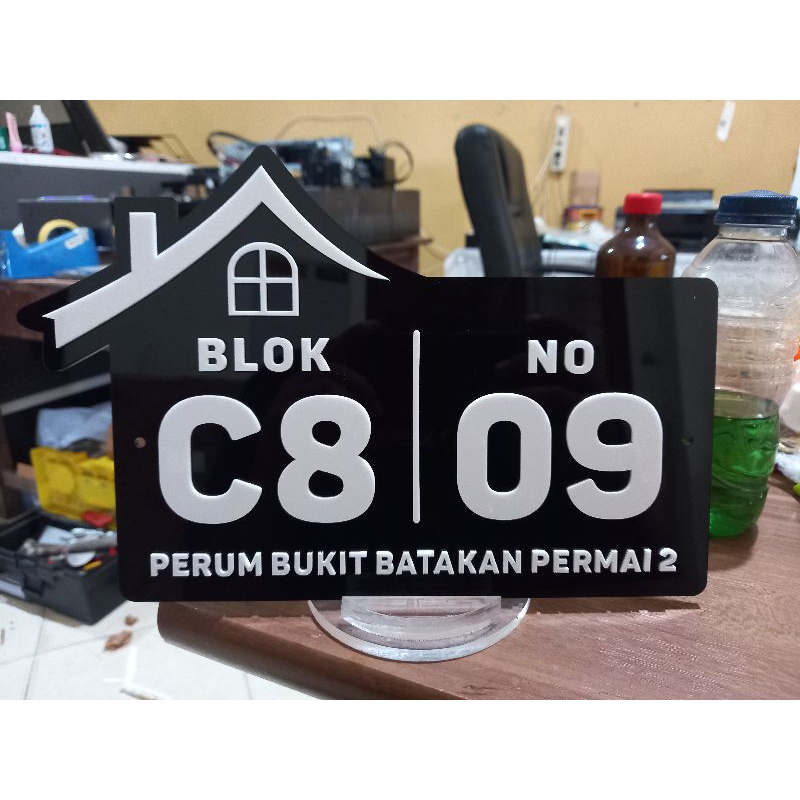 BLOK NO
C8 09
PERUM BUKIT BATAKAN PERMAI 2